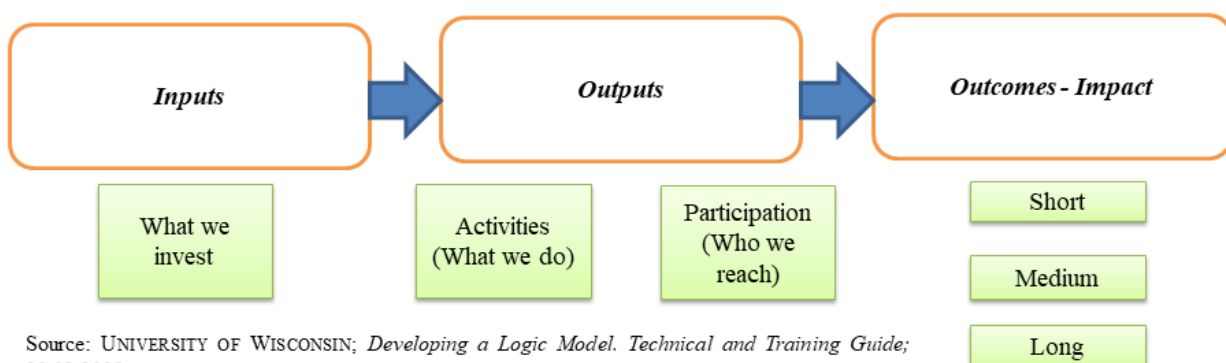 Inputs
Outputs
Outcomes - Impact
What we
invest
Activities
(What we do)
Participation
(Who we
reach)
Short
Medium
Long
Source: UNIVERSITY OF WISCONSIN; Developing a Logic Model. Technical and Training Guide;